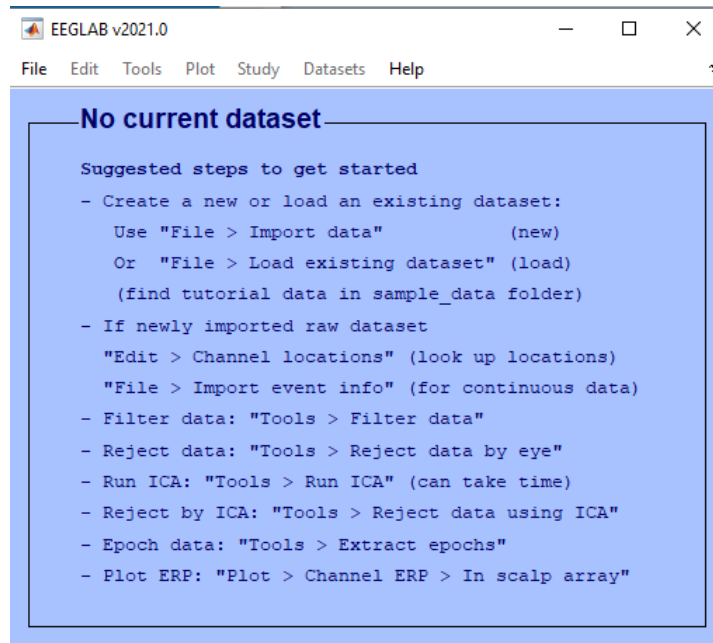 EEGLAB v2021.0
File Edit Tools Plot Study Datasets Help
No current dataset
Suggested steps to get started
- Create a new or load an existing dataset:
Use "File > Import data" (new)
Or "File > Load existing dataset" (load)
(find tutorial data in sample_data folder)
- If newly imported raw dataset
"Edit > Channel locations" (look up locations)
"File > Import event info" (for continuous data)
- Filter data: "Tools > Filter data"
- Reject data: "Tools > Reject data by eye"
- Run ICA: "Tools > Run ICA" (can take time)
- Reject by ICA: "Tools > Reject data using ICA"
- Epoch data: "Tools > Extract epochs"
- Plot ERP: "Plot > Channel ERP > In scalp array"